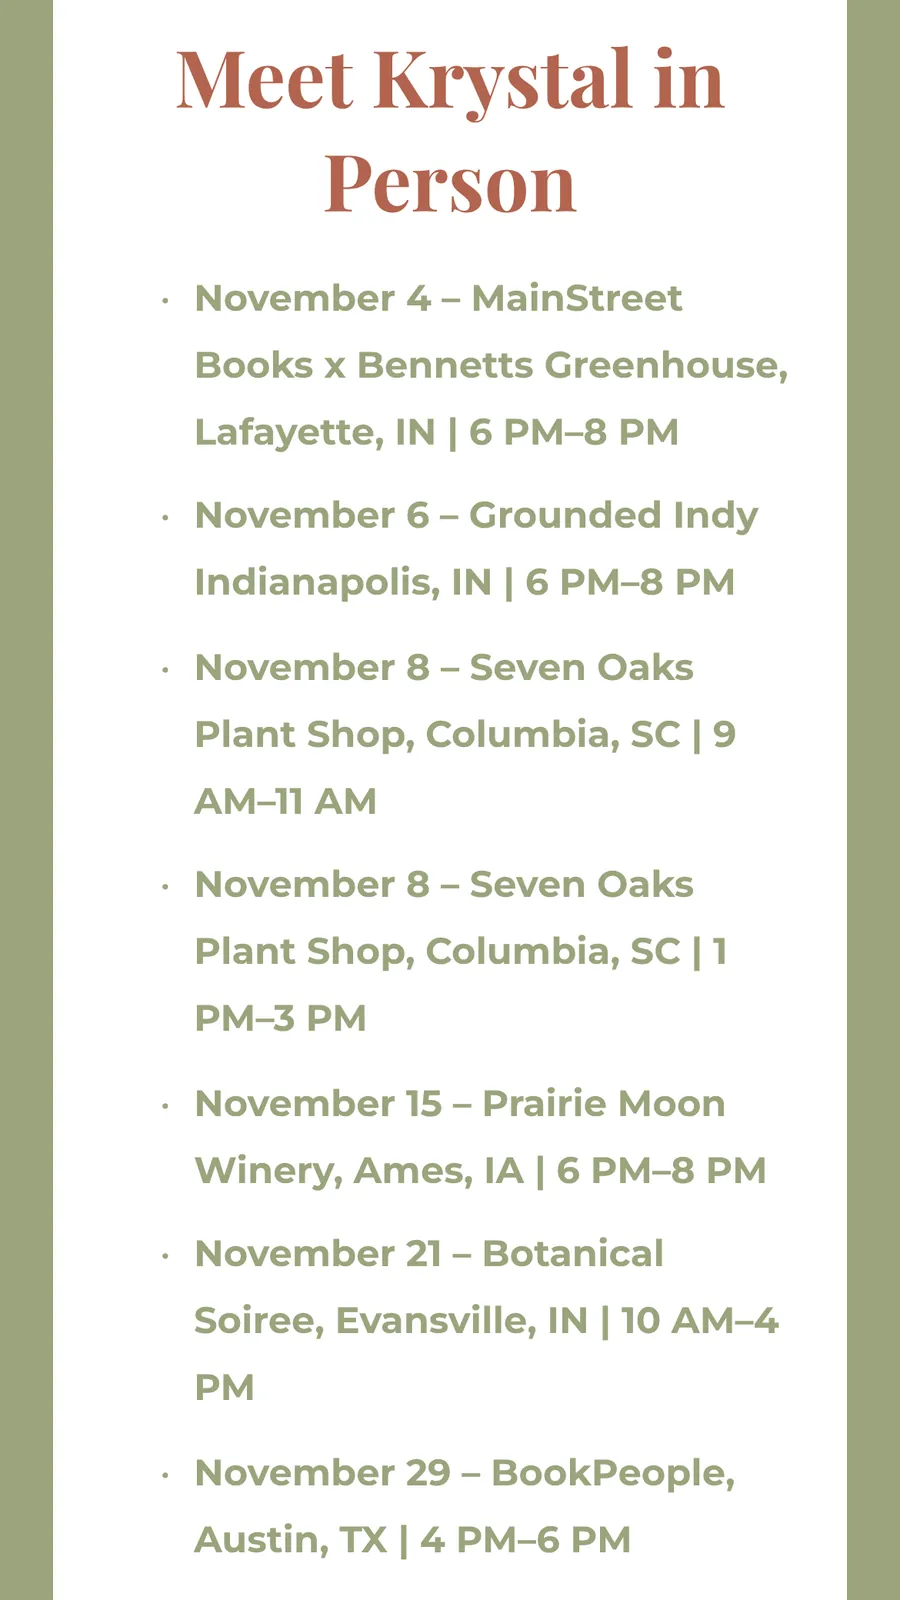 Meet Krystal in
Person
· November 4 – MainStreet
Books x Bennetts Greenhouse,
Lafayette, IN | 6 PM–8 PM
· November 6 – Grounded Indy
Indianapolis, IN | 6 PM–8 PM
· November 8 – Seven Oaks
Plant Shop, Columbia, SC | 9
AM–11 AM
· November 8 – Seven Oaks
Plant Shop, Columbia, SC | 1
PM–3 PM
· November 15 – Prairie Moon
Winery, Ames, IA | 6 PM–8 PM
· November 21 – Botanical
Soiree, Evansville, IN | 10 AM–4
PM
· November 29 – BookPeople,
Austin, TX | 4 PM–6 PM